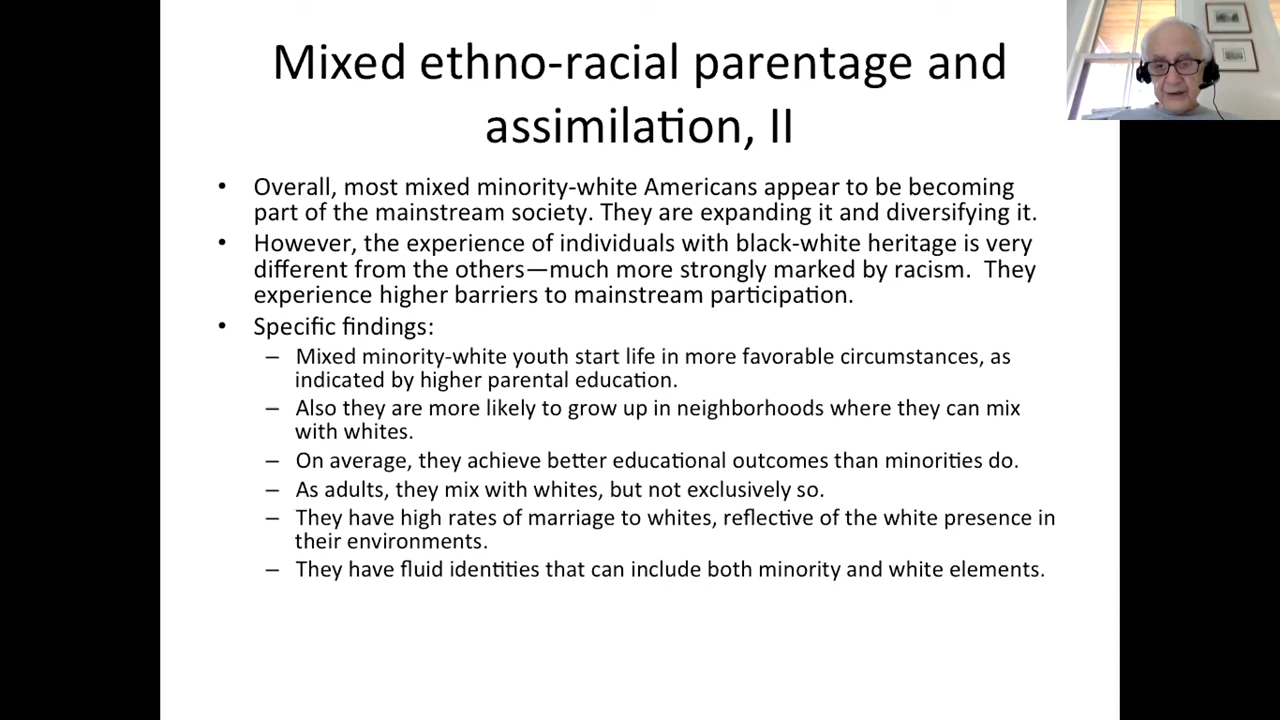 Mixed ethno-racial parentage and
assimilation, II
• Overall, most mixed minority-white Americans appear to be becoming
part of the mainstream society. They are expanding it and diversifying it.
• However, the experience of individuals with black-white heritage is very
different from the others—much more strongly marked by racism.  They
experience higher barriers to mainstream participation.
• Specific findings:
– Mixed minority-white youth start life in more favorable circumstances, as
indicated by higher parental education.
– Also they are more likely to grow up in neighborhoods where they can mix
with whites.
– On average, they achieve better educational outcomes than minorities do.
– As adults, they mix with whites, but not exclusively so.
– They have high rates of marriage to whites, reflective of the white presence in
their environments.
– They have fluid identities that can include both minority and white elements.